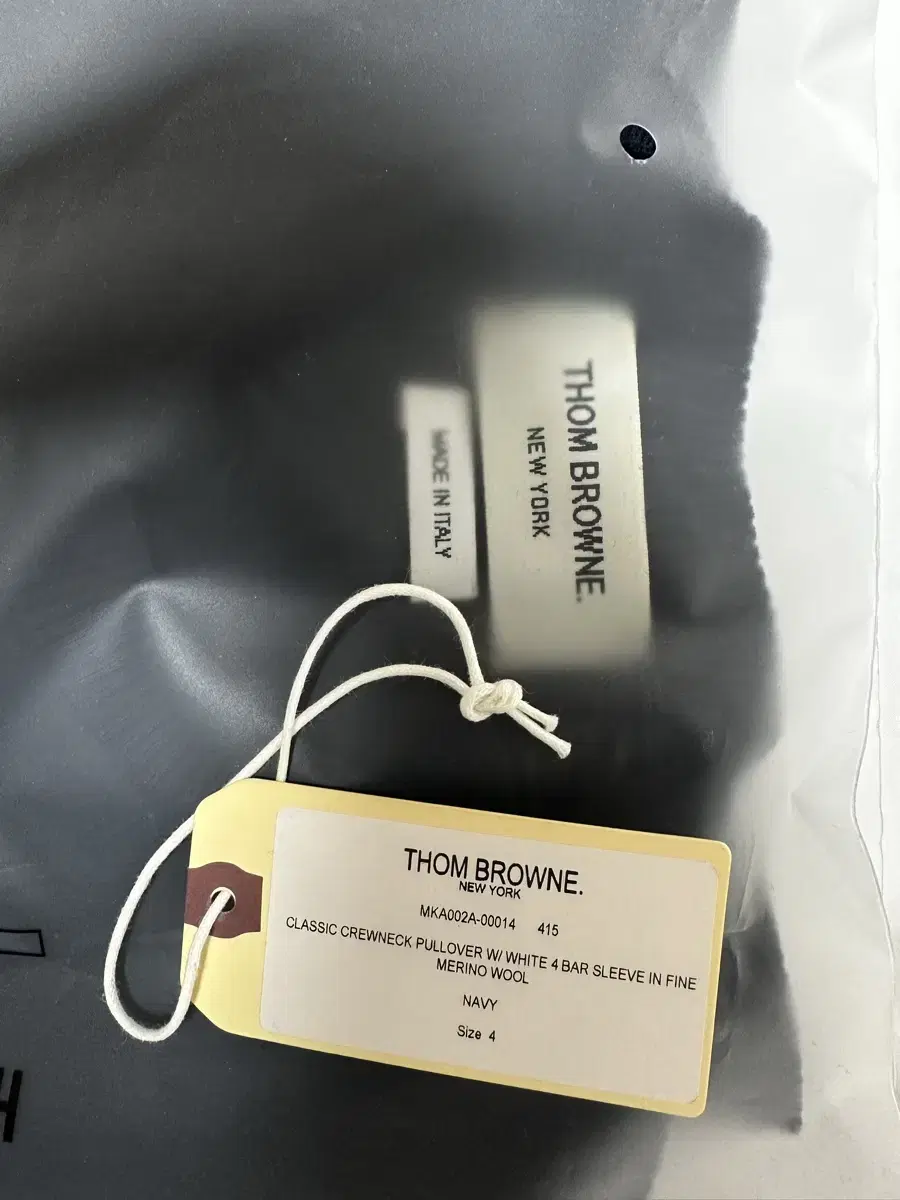 THOM BROWNE.
NEW YORK
MADE IN ITALY
THOM BROWNE.
NEW YORK
MKA002A-00014 415
CLASSIC CREWNECK PULLOVER W/ WHITE 4 BAR SLEEVE IN FINE
MERINO WOOL
NAVY
Size 4